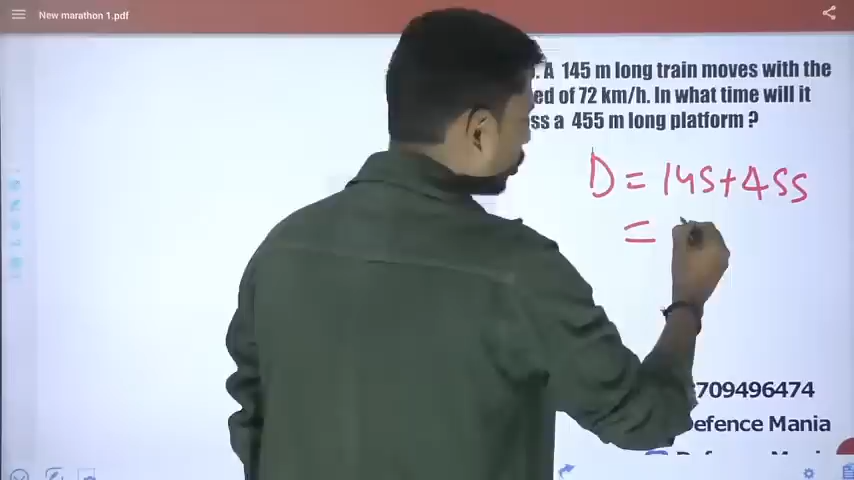 New marathon 1.pdf
. A 145 m long train moves with the
ed of 72 km/h. In what time will it
ss a 455 m long platform ?
D = 145+455
=
709496474
Defence Mania